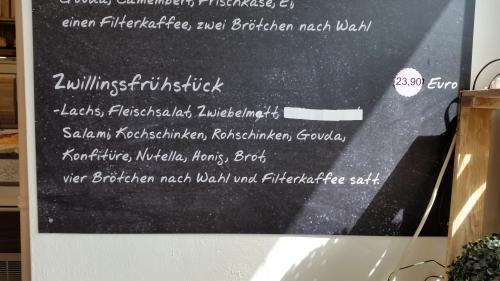 Gouda, Camembert, Frischkäse, Ei,
einen Filterkaffee, zwei Brötchen nach Wahl
Zwillingsfrühstück
23,90 Euro
-Lachs, Fleischsalat, Zwiebelmett,
Salami, Kochschinken, Rohschinken, Gouda,
Konfitüre, Nutella, Honig, Brot,
vier Brötchen nach Wahl und Filterkaffee satt